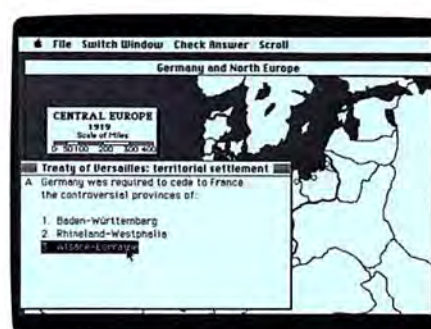 File Switch Window Check Answer Scroll
Germany and North Europe
CENTRAL EUROPE
1919
Scale of Miles
0 50 100 200 300 400
Treaty of Versailles: territorial settlement
A Germany was required to cede to France
the controversial provinces of:
1. Baden-Württemberg
2. Rhineland-Westphalia
3. Alsace-Lorraine